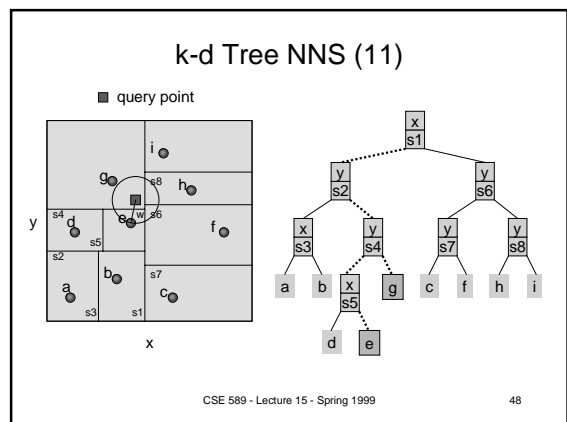 k-d Tree NNS (11)
query point
i
g
s8
h
w
s6
s4
d
e
f
y
s5
s2
s7
b
a
c
s3
s1
x
x
s1
y
s2
y
s6
x
s3
y
s4
y
s7
y
s8
a
b
x
s5
g
c
f
h
i
d
e
CSE 589 - Lecture 15 - Spring 1999
48